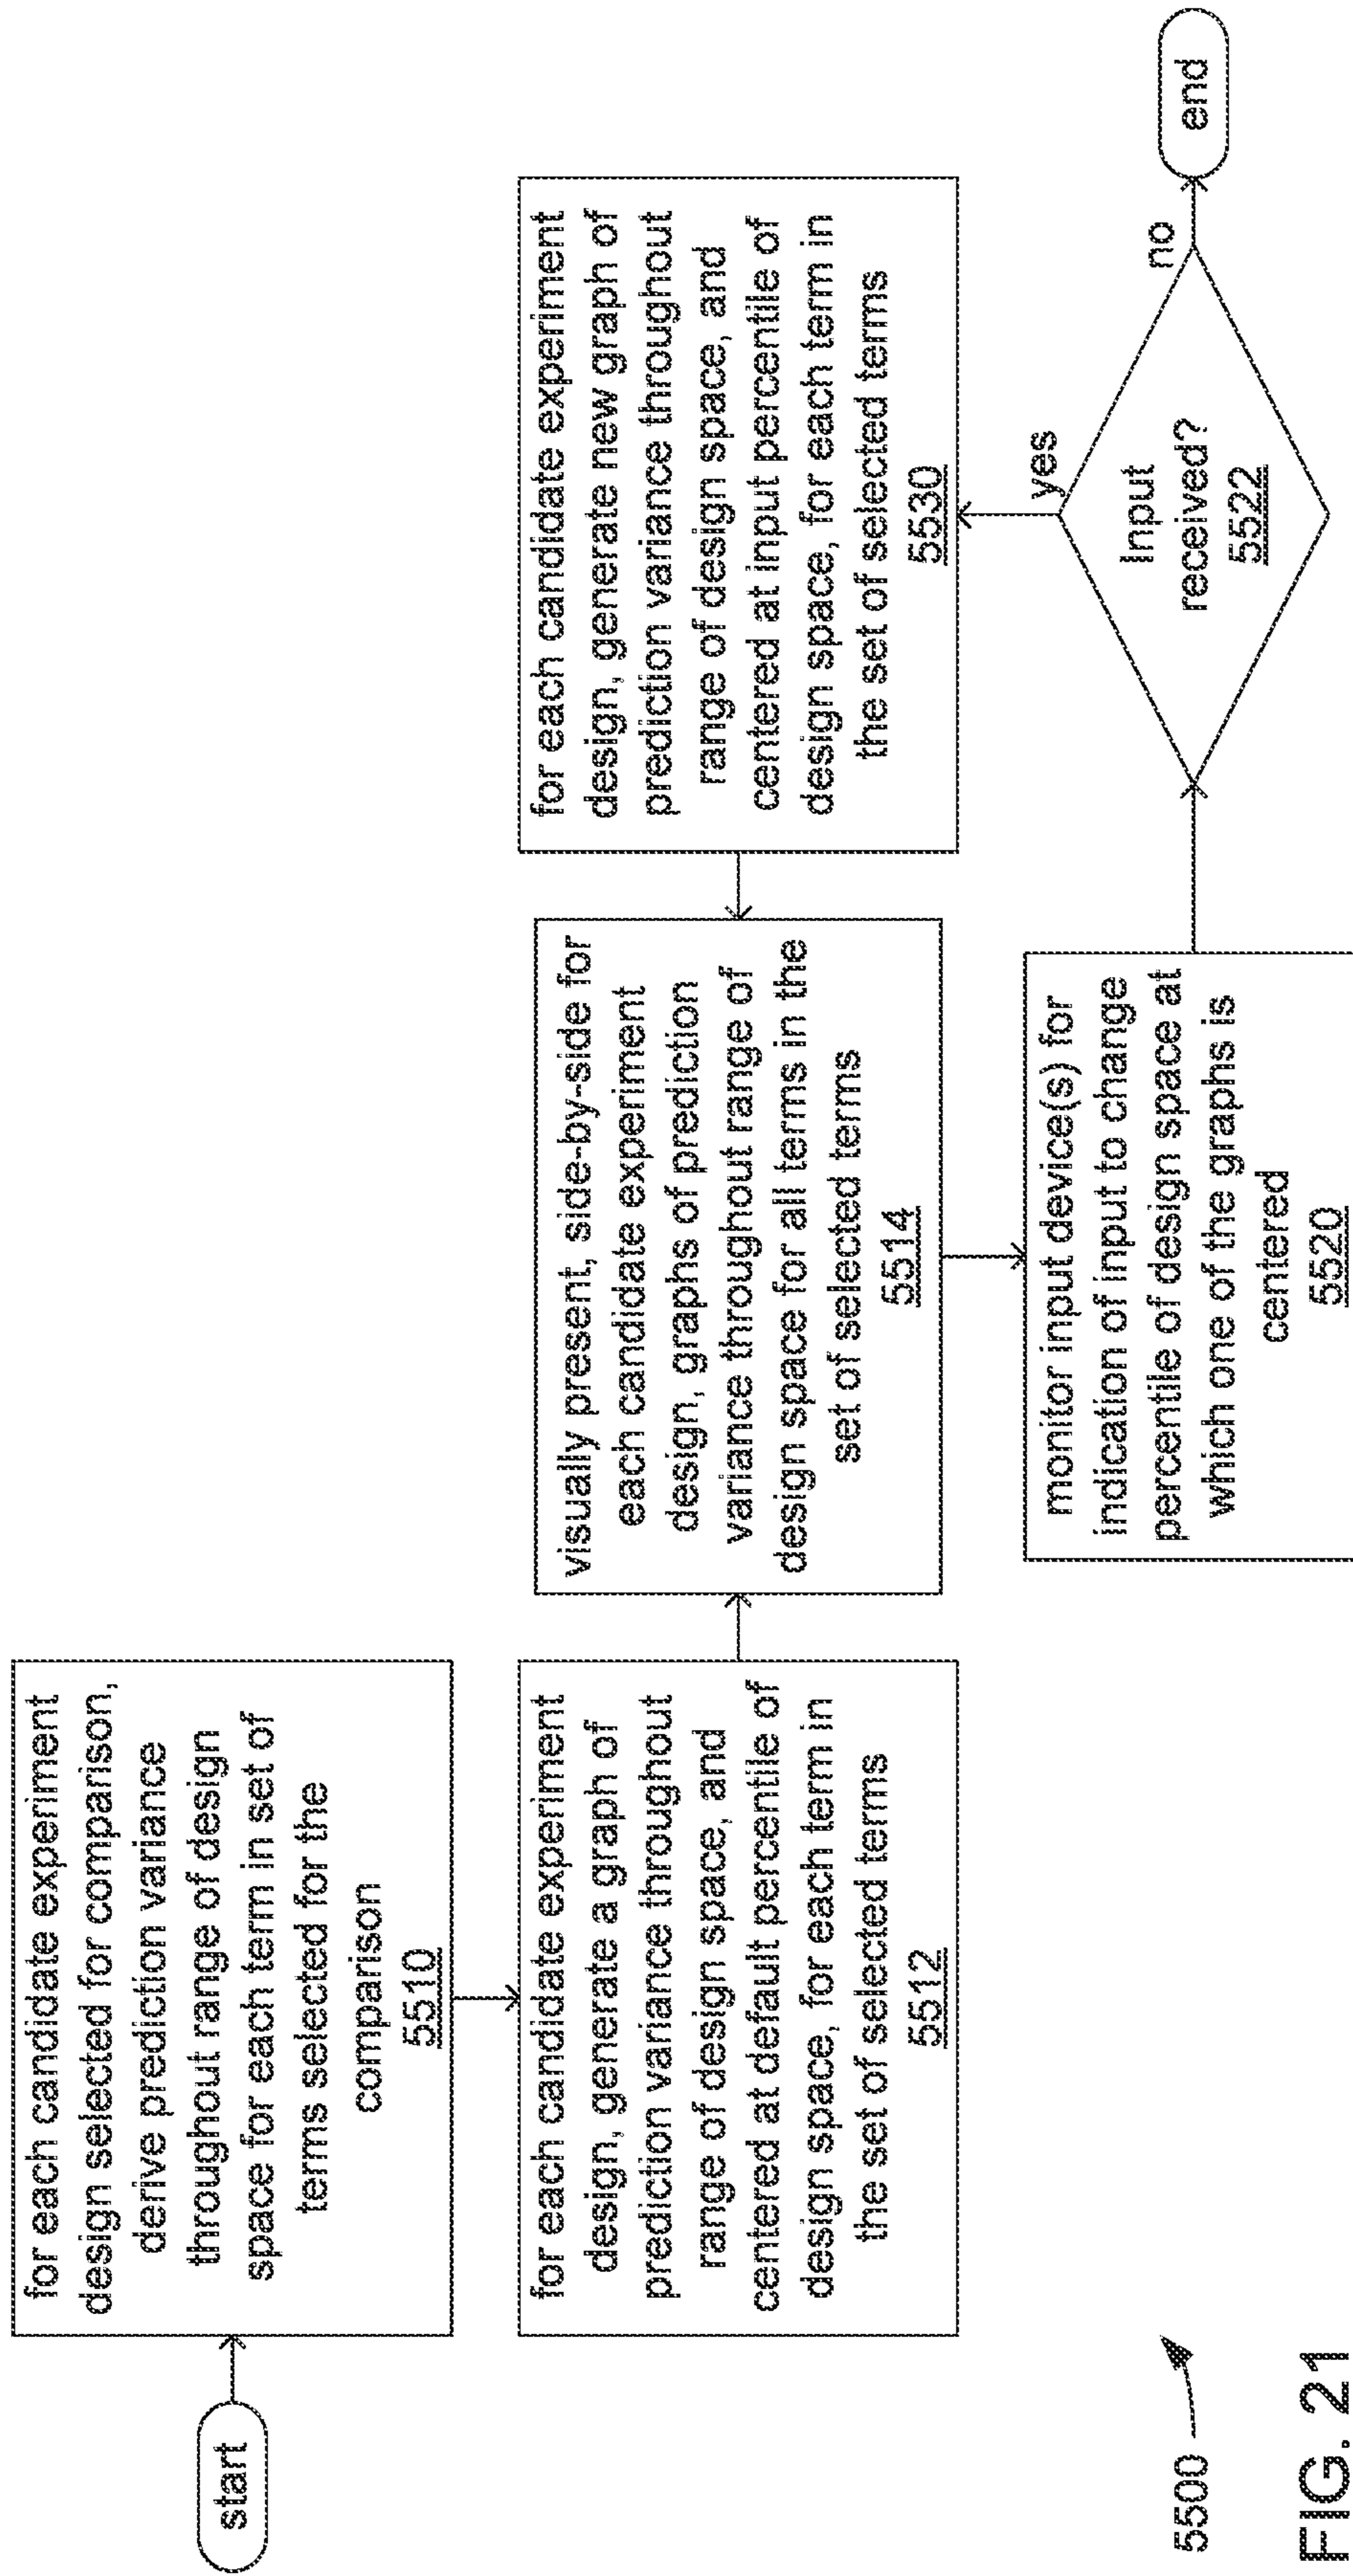 start
for each candidate experiment
design selected for comparison,
derive prediction variance
throughout range of design
space for each term in set of
terms selected for the
comparison
5510
for each candidate experiment
design, generate a graph of
prediction variance throughout
range of design space, and
centered at default percentile of
design space, for each term in
the set of selected terms
5512
visually present, side-by-side for
each candidate experiment
design, graphs of prediction
variance throughout range of
design space for all terms in the
set of selected terms
5514
for each candidate experiment
design, generate new graph of
prediction variance throughout
range of design space, and
centered at input percentile of
design space, for each term in
the set of selected terms
5530
monitor input device(s) for
indication of input to change
percentile of design space at
which one of the graphs is
centered
5520
Input
received?
5522
yes
no
end
5500
FIG. 21